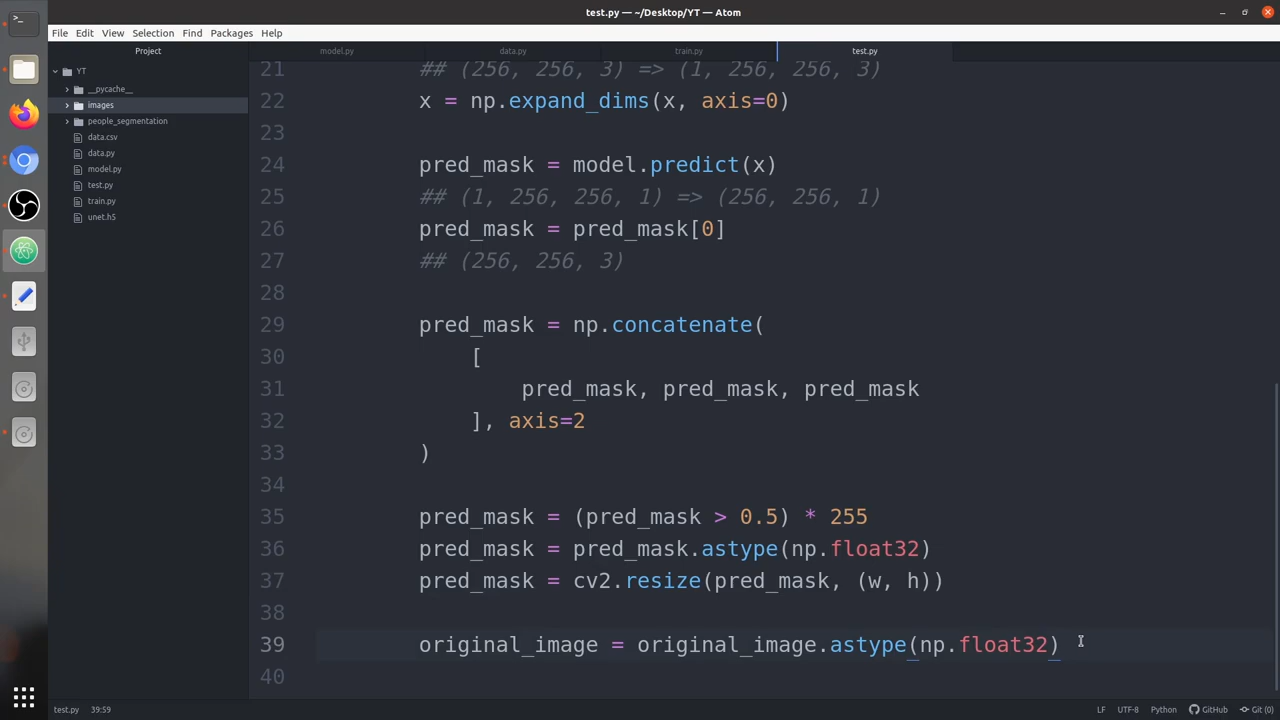 test.py — ~/Desktop/YT — Atom
File Edit View Selection Find Packages Help
Project
model.py
data.py
train.py
test.py
YT
__pycache__
images
people_segmentation
data.csv
data.py
model.py
test.py
train.py
unet.h5
21 ## (256, 256, 3) => (1, 256, 256, 3)
22 x = np.expand_dims(x, axis=0)
23
24 pred_mask = model.predict(x)
25 ## (1, 256, 256, 1) => (256, 256, 1)
26 pred_mask = pred_mask[0]
27 ## (256, 256, 3)
28
29 pred_mask = np.concatenate(
30 [
31 pred_mask, pred_mask, pred_mask
32 ], axis=2
33 )
34
35 pred_mask = (pred_mask > 0.5) * 255
36 pred_mask = pred_mask.astype(np.float32)
37 pred_mask = cv2.resize(pred_mask, (w, h))
38
39 original_image = original_image.astype(np.float32)
40
test.py 39:59 LF UTF-8 Python GitHub Git (0)